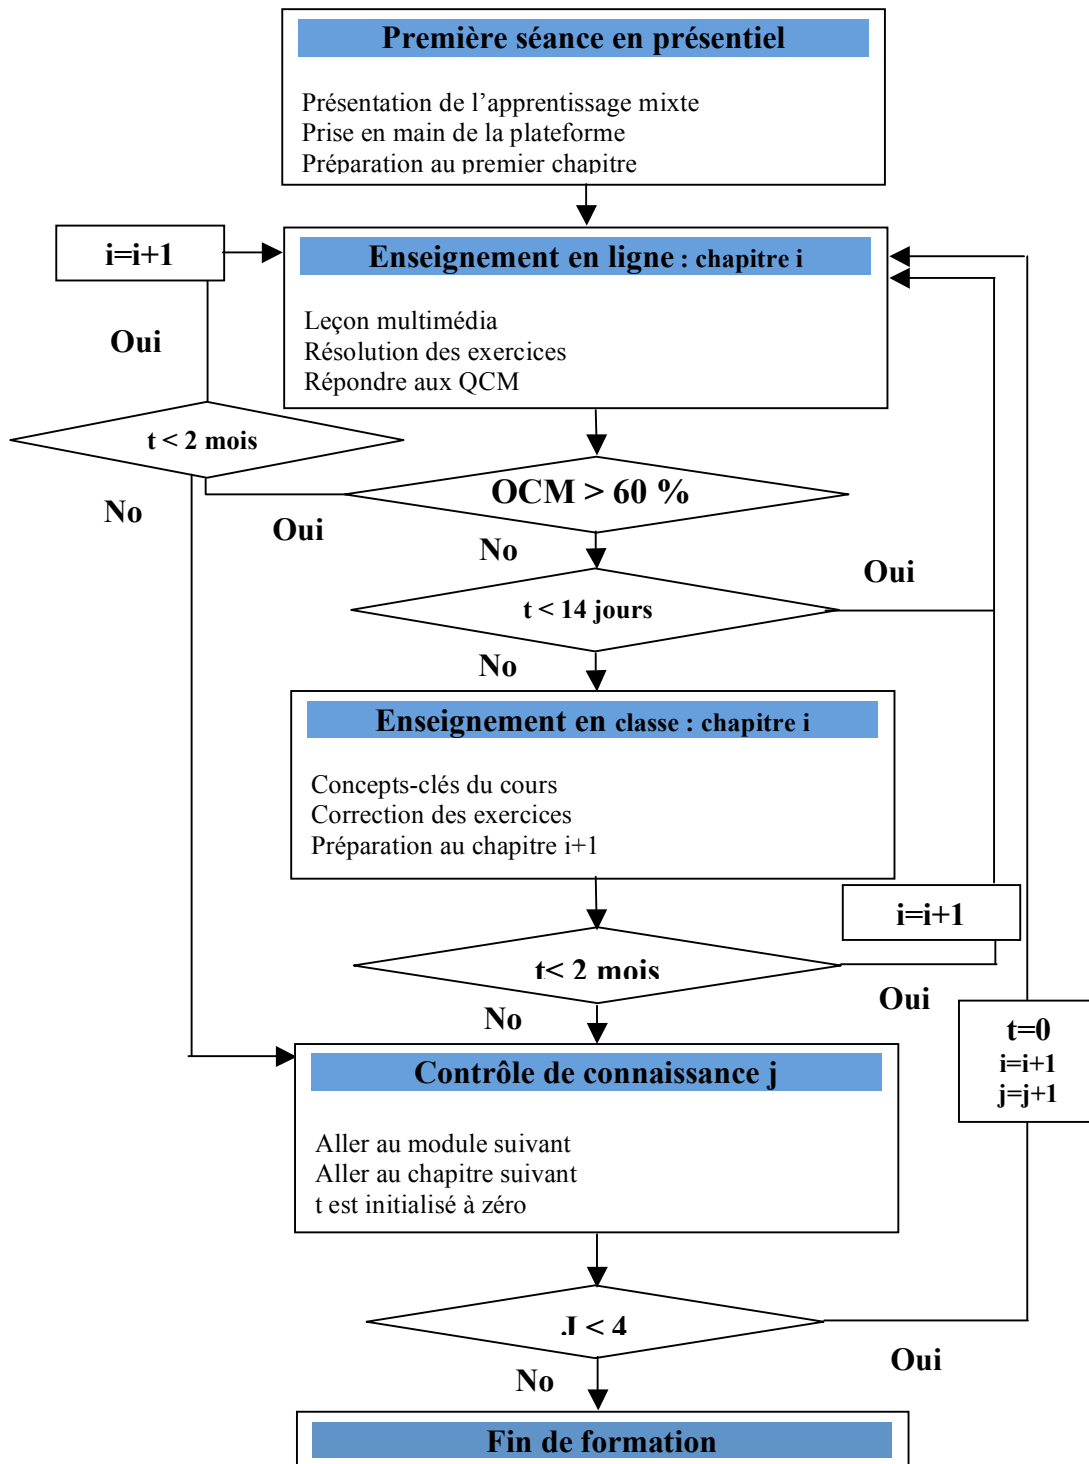 Première séance en présentiel
Présentation de l'apprentissage mixte
Prise en main de la plateforme
Préparation au premier chapitre
i=i+1
Enseignement en ligne : chapitre i
Leçon multimédia
Résolution des exercices
Répondre aux QCM
Oui
t < 2 mois
QCM > 60 %
No
Oui
No
t < 14 jours
Oui
No
Enseignement en classe : chapitre i
Concepts-clés du cours
Correction des exercices
Préparation au chapitre i+1
i=i+1
t< 2 mois
Oui
No
t=0
i=i+1
j=j+1
Contrôle de connaissance j
Aller au module suivant
Aller au chapitre suivant
t est initialisé à zéro
J < 4
Oui
No
Fin de formation